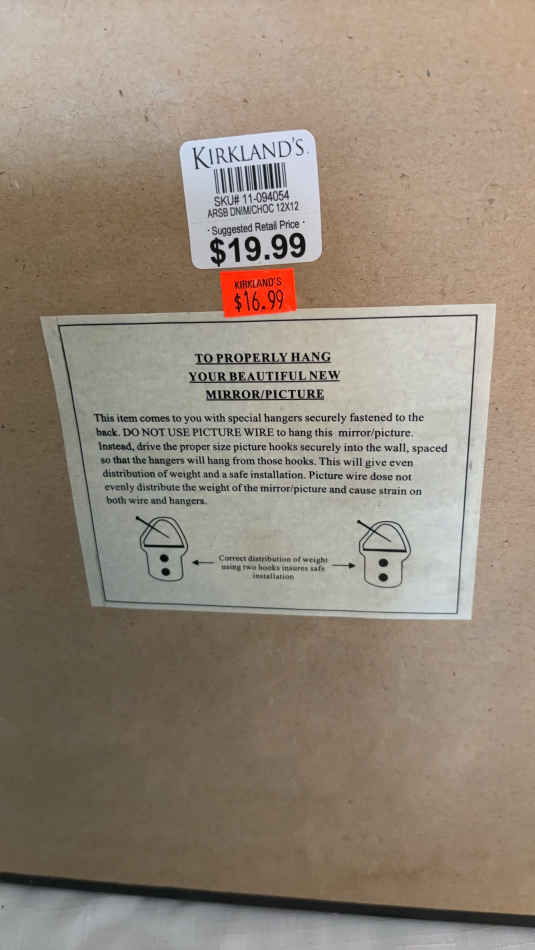 KIRKLAND'S.
SKU# 11-094054
ARSB DN/M/CHOC 12X12
· Suggested Retail Price ·
$19.99
KIRKLAND'S
$16.99
TO PROPERLY HANG
YOUR BEAUTIFUL NEW
MIRROR/PICTURE
This item comes to you with special hangers securely fastened to the
back. DO NOT USE PICTURE WIRE to hang this mirror/picture.
Instead, drive the proper size picture hooks securely into the wall, spaced
so that the hangers will hang from those hooks. This will give even
distribution of weight and a safe installation. Picture wire dose not
evenly distribute the weight of the mirror/picture and cause strain on
both wire and hangers.
Correct distribution of weight
using two hooks insures safe
installation